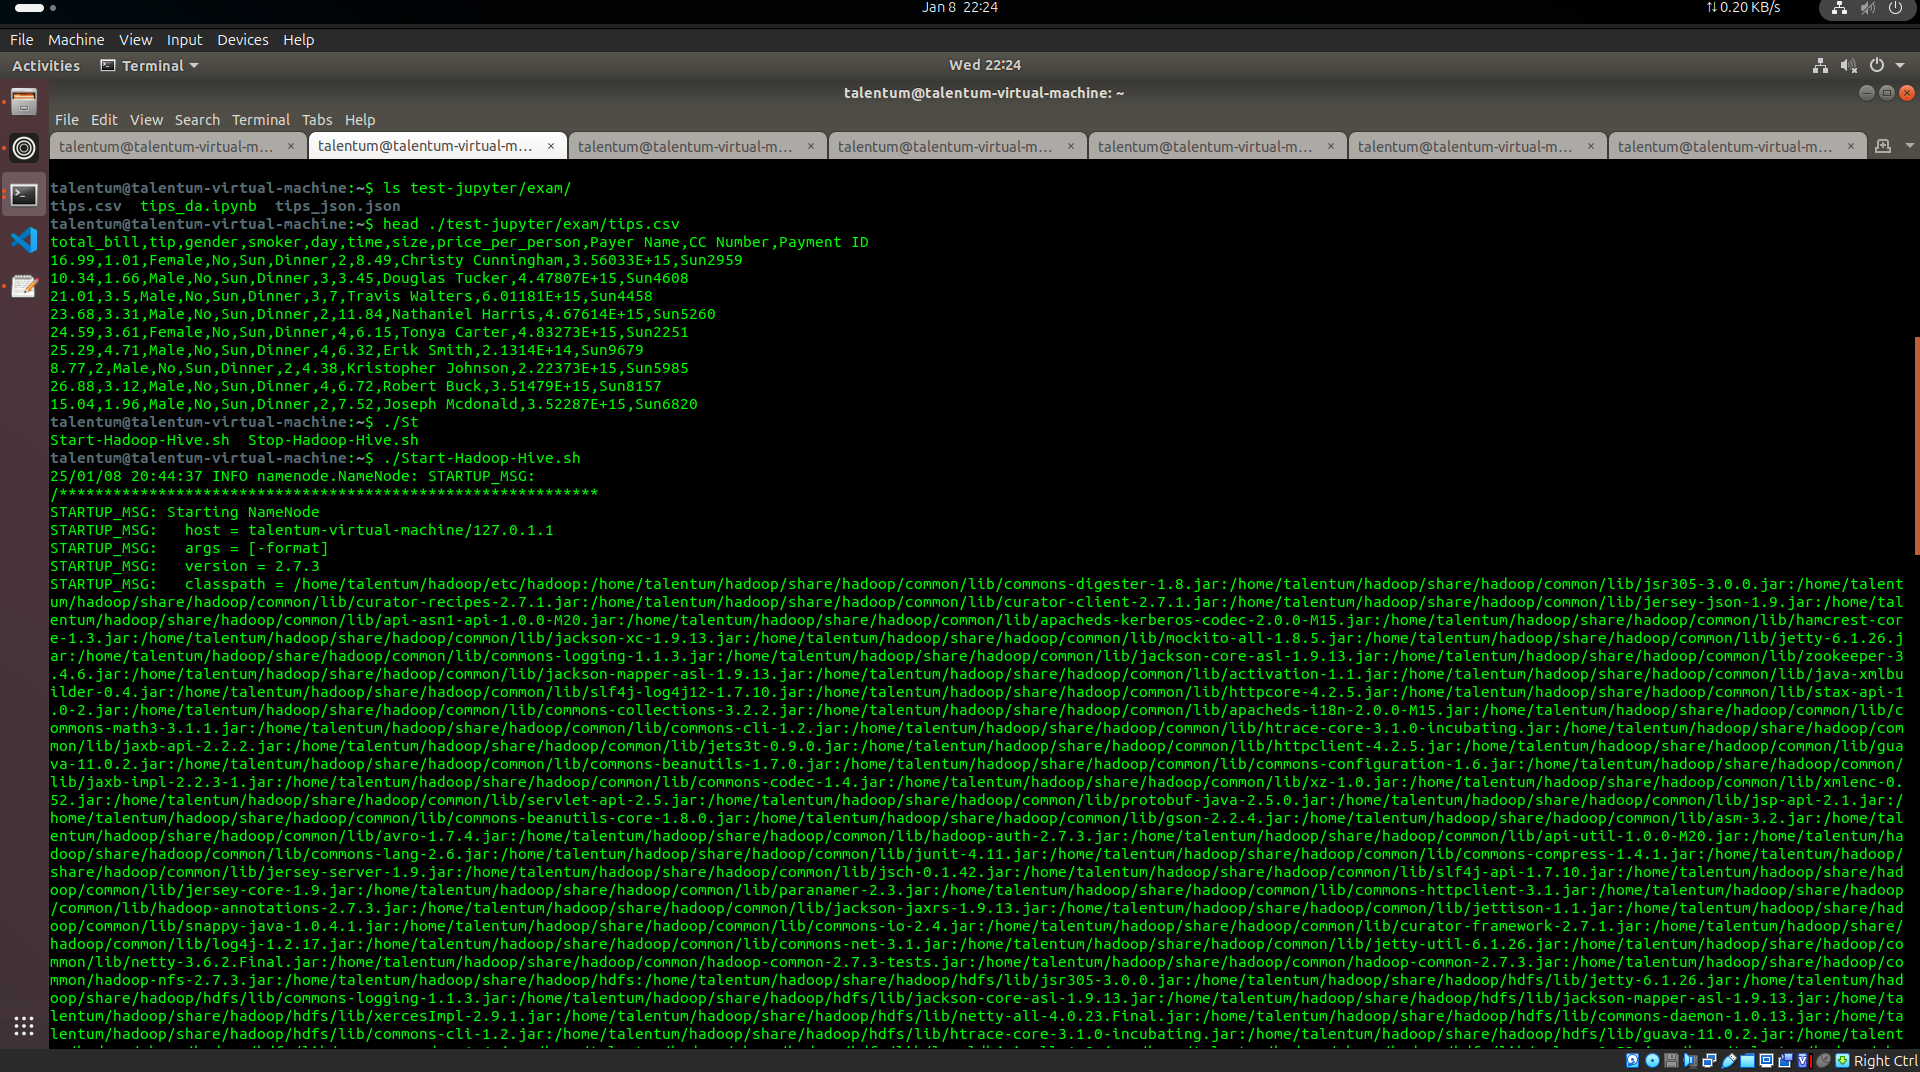 Jan 8 22:24
0.20 KB/s
File Machine View Input Devices Help
Activities Terminal Wed 22:24
talentum@talentum-virtual-machine: ~
File Edit View Search Terminal Tabs Help
talentum@talentum-virtual-m... × talentum@talentum-virtual-m... × talentum@talentum-virtual-m... × talentum@talentum-virtual-m... × talentum@talentum-virtual-m... × talentum@talentum-virtual-m... × talentum@talentum-virtual-m... ×
talentum@talentum-virtual-machine:~$ ls test-jupyter/exam/
tips.csv tips_da.ipynb tips_json.json
talentum@talentum-virtual-machine:~$ head ./test-jupyter/exam/tips.csv
total_bill,tip,gender,smoker,day,time,size,price_per_person,Payer Name,CC Number,Payment ID
16.99,1.01,Female,No,Sun,Dinner,2,8.49,Christy Cunningham,3.56033E+15,Sun2959
10.34,1.66,Male,No,Sun,Dinner,3,3.45,Douglas Tucker,4.47807E+15,Sun4608
21.01,3.5,Male,No,Sun,Dinner,3,7,Travis Walters,6.01181E+15,Sun4458
23.68,3.31,Male,No,Sun,Dinner,2,11.84,Nathaniel Harris,4.67614E+15,Sun5260
24.59,3.61,Female,No,Sun,Dinner,4,6.15,Tonya Carter,4.83273E+15,Sun2251
25.29,4.71,Male,No,Sun,Dinner,4,6.32,Erik Smith,2.1314E+14,Sun9679
8.77,2,Male,No,Sun,Dinner,2,4.38,Kristopher Johnson,2.22373E+15,Sun5985
26.88,3.12,Male,No,Sun,Dinner,4,6.72,Robert Buck,3.51479E+15,Sun8157
15.04,1.96,Male,No,Sun,Dinner,2,7.52,Joseph Mcdonald,3.52287E+15,Sun6820
talentum@talentum-virtual-machine:~$ ./St
Start-Hadoop-Hive.sh Stop-Hadoop-Hive.sh
talentum@talentum-virtual-machine:~$ ./Start-Hadoop-Hive.sh
25/01/08 20:44:37 INFO namenode.NameNode: STARTUP_MSG:
/************************************************************
STARTUP_MSG: Starting NameNode
STARTUP_MSG: host = talentum-virtual-machine/127.0.1.1
STARTUP_MSG: args = [-format]
STARTUP_MSG: version = 2.7.3
STARTUP_MSG: classpath = /home/talentum/hadoop/etc/hadoop:/home/talentum/hadoop/share/hadoop/common/lib/commons-digester-1.8.jar:/home/talentum/hadoop/share/hadoop/common/lib/jsr305-3.0.0.jar:/home/talent
um/hadoop/share/hadoop/common/lib/curator-recipes-2.7.1.jar:/home/talentum/hadoop/share/hadoop/common/lib/curator-client-2.7.1.jar:/home/talentum/hadoop/share/hadoop/common/lib/jersey-json-1.9.jar:/home/tal
entum/hadoop/share/hadoop/common/lib/api-asn1-api-1.0.0-M20.jar:/home/talentum/hadoop/share/hadoop/common/lib/apacheds-kerberos-codec-2.0.0-M15.jar:/home/talentum/hadoop/share/hadoop/common/lib/hamcrest-cor
e-1.3.jar:/home/talentum/hadoop/share/hadoop/common/lib/jackson-xc-1.9.13.jar:/home/talentum/hadoop/share/hadoop/common/lib/mockito-all-1.8.5.jar:/home/talentum/hadoop/share/hadoop/common/lib/jetty-6.1.26.j
ar:/home/talentum/hadoop/share/hadoop/common/lib/commons-logging-1.1.3.jar:/home/talentum/hadoop/share/hadoop/common/lib/jackson-core-asl-1.9.13.jar:/home/talentum/hadoop/share/hadoop/common/lib/zookeeper-3
.4.6.jar:/home/talentum/hadoop/share/hadoop/common/lib/jackson-mapper-asl-1.9.13.jar:/home/talentum/hadoop/share/hadoop/common/lib/activation-1.1.jar:/home/talentum/hadoop/share/hadoop/common/lib/java-xmlbu
ilder-0.4.jar:/home/talentum/hadoop/share/hadoop/common/lib/slf4j-log4j12-1.7.10.jar:/home/talentum/hadoop/share/hadoop/common/lib/httpcore-4.2.5.jar:/home/talentum/hadoop/share/hadoop/common/lib/stax-api-1
.0-2.jar:/home/talentum/hadoop/share/hadoop/common/lib/commons-collections-3.2.2.jar:/home/talentum/hadoop/share/hadoop/common/lib/apacheds-i18n-2.0.0-M15.jar:/home/talentum/hadoop/share/hadoop/common/lib/c
ommons-math3-3.1.1.jar:/home/talentum/hadoop/share/hadoop/common/lib/commons-cli-1.2.jar:/home/talentum/hadoop/share/hadoop/common/lib/htrace-core-3.1.0-incubating.jar:/home/talentum/hadoop/share/hadoop/com
mon/lib/jaxb-api-2.2.2.jar:/home/talentum/hadoop/share/hadoop/common/lib/jets3t-0.9.0.jar:/home/talentum/hadoop/share/hadoop/common/lib/httpclient-4.2.5.jar:/home/talentum/hadoop/share/hadoop/common/lib/gua
va-11.0.2.jar:/home/talentum/hadoop/share/hadoop/common/lib/commons-beanutils-1.7.0.jar:/home/talentum/hadoop/share/hadoop/common/lib/commons-configuration-1.6.jar:/home/talentum/hadoop/share/hadoop/common/
lib/jaxb-impl-2.2.3-1.jar:/home/talentum/hadoop/share/hadoop/common/lib/commons-codec-1.4.jar:/home/talentum/hadoop/share/hadoop/common/lib/xz-1.0.jar:/home/talentum/hadoop/share/hadoop/common/lib/xmlenc-0.
52.jar:/home/talentum/hadoop/share/hadoop/common/lib/servlet-api-2.5.jar:/home/talentum/hadoop/share/hadoop/common/lib/protobuf-java-2.5.0.jar:/home/talentum/hadoop/share/hadoop/common/lib/jsp-api-2.1.jar:/
home/talentum/hadoop/share/hadoop/common/lib/commons-beanutils-core-1.8.0.jar:/home/talentum/hadoop/share/hadoop/common/lib/gson-2.2.4.jar:/home/talentum/hadoop/share/hadoop/common/lib/asm-3.2.jar:/home/tal
entum/hadoop/share/hadoop/common/lib/avro-1.7.4.jar:/home/talentum/hadoop/share/hadoop/common/lib/hadoop-auth-2.7.3.jar:/home/talentum/hadoop/share/hadoop/common/lib/api-util-1.0.0-M20.jar:/home/talentum/ha
doop/share/hadoop/common/lib/commons-lang-2.6.jar:/home/talentum/hadoop/share/hadoop/common/lib/junit-4.11.jar:/home/talentum/hadoop/share/hadoop/common/lib/commons-compress-1.4.1.jar:/home/talentum/hadoop/
share/hadoop/common/lib/jersey-server-1.9.jar:/home/talentum/hadoop/share/hadoop/common/lib/jsch-0.1.42.jar:/home/talentum/hadoop/share/hadoop/common/lib/slf4j-api-1.7.10.jar:/home/talentum/hadoop/share/had
oop/common/lib/jersey-core-1.9.jar:/home/talentum/hadoop/share/hadoop/common/lib/paranamer-2.3.jar:/home/talentum/hadoop/share/hadoop/common/lib/commons-httpclient-3.1.jar:/home/talentum/hadoop/share/hadoop
/common/lib/hadoop-annotations-2.7.3.jar:/home/talentum/hadoop/share/hadoop/common/lib/jackson-jaxrs-1.9.13.jar:/home/talentum/hadoop/share/hadoop/common/lib/jettison-1.1.jar:/home/talentum/hadoop/share/had
oop/common/lib/snappy-java-1.0.4.1.jar:/home/talentum/hadoop/share/hadoop/common/lib/commons-io-2.4.jar:/home/talentum/hadoop/share/hadoop/common/lib/curator-framework-2.7.1.jar:/home/talentum/hadoop/share/
hadoop/common/lib/log4j-1.2.17.jar:/home/talentum/hadoop/share/hadoop/common/lib/commons-net-3.1.jar:/home/talentum/hadoop/share/hadoop/common/lib/jetty-util-6.1.26.jar:/home/talentum/hadoop/share/hadoop/co
mmon/lib/netty-3.6.2.Final.jar:/home/talentum/hadoop/share/hadoop/common/hadoop-common-2.7.3-tests.jar:/home/talentum/hadoop/share/hadoop/common/hadoop-common-2.7.3.jar:/home/talentum/hadoop/share/hadoop/co
mmon/hadoop-nfs-2.7.3.jar:/home/talentum/hadoop/share/hadoop/hdfs:/home/talentum/hadoop/share/hadoop/hdfs/lib/jsr305-3.0.0.jar:/home/talentum/hadoop/share/hadoop/hdfs/lib/jetty-6.1.26.jar:/home/talentum/had
oop/share/hadoop/hdfs/lib/commons-logging-1.1.3.jar:/home/talentum/hadoop/share/hadoop/hdfs/lib/jackson-core-asl-1.9.13.jar:/home/talentum/hadoop/share/hadoop/hdfs/lib/jackson-mapper-asl-1.9.13.jar:/home/ta
lentum/hadoop/share/hadoop/hdfs/lib/xercesImpl-2.9.1.jar:/home/talentum/hadoop/share/hadoop/hdfs/lib/netty-all-4.0.23.Final.jar:/home/talentum/hadoop/share/hadoop/hdfs/lib/commons-daemon-1.0.13.jar:/home/ta
lentum/hadoop/share/hadoop/hdfs/lib/commons-cli-1.2.jar:/home/talentum/hadoop/share/hadoop/hdfs/lib/htrace-core-3.1.0-incubating.jar:/home/talentum/hadoop/share/hadoop/hdfs/lib/guava-11.0.2.jar:/home/talent
Right Ctrl